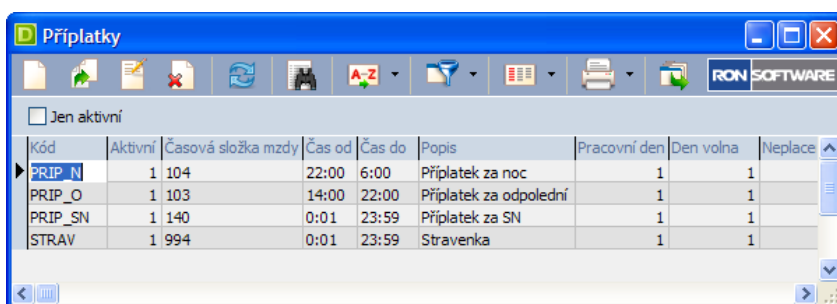 Příplatky
A-Z
RON SOFTWARE
Jen aktivní
Kód Aktivní Časová složka mzdy Čas od Čas do Popis Pracovní den Den volna Neplace
PRIP_N 1 104 22:00 6:00 Příplatek za noc 1 1
PRIP_O 1 103 14:00 22:00 Příplatek za odpolední 1 1
PRIP_SN 1 140 0:01 23:59 Příplatek za SN 1 1
STRAV 1 994 0:01 23:59 Stravenka 1 1